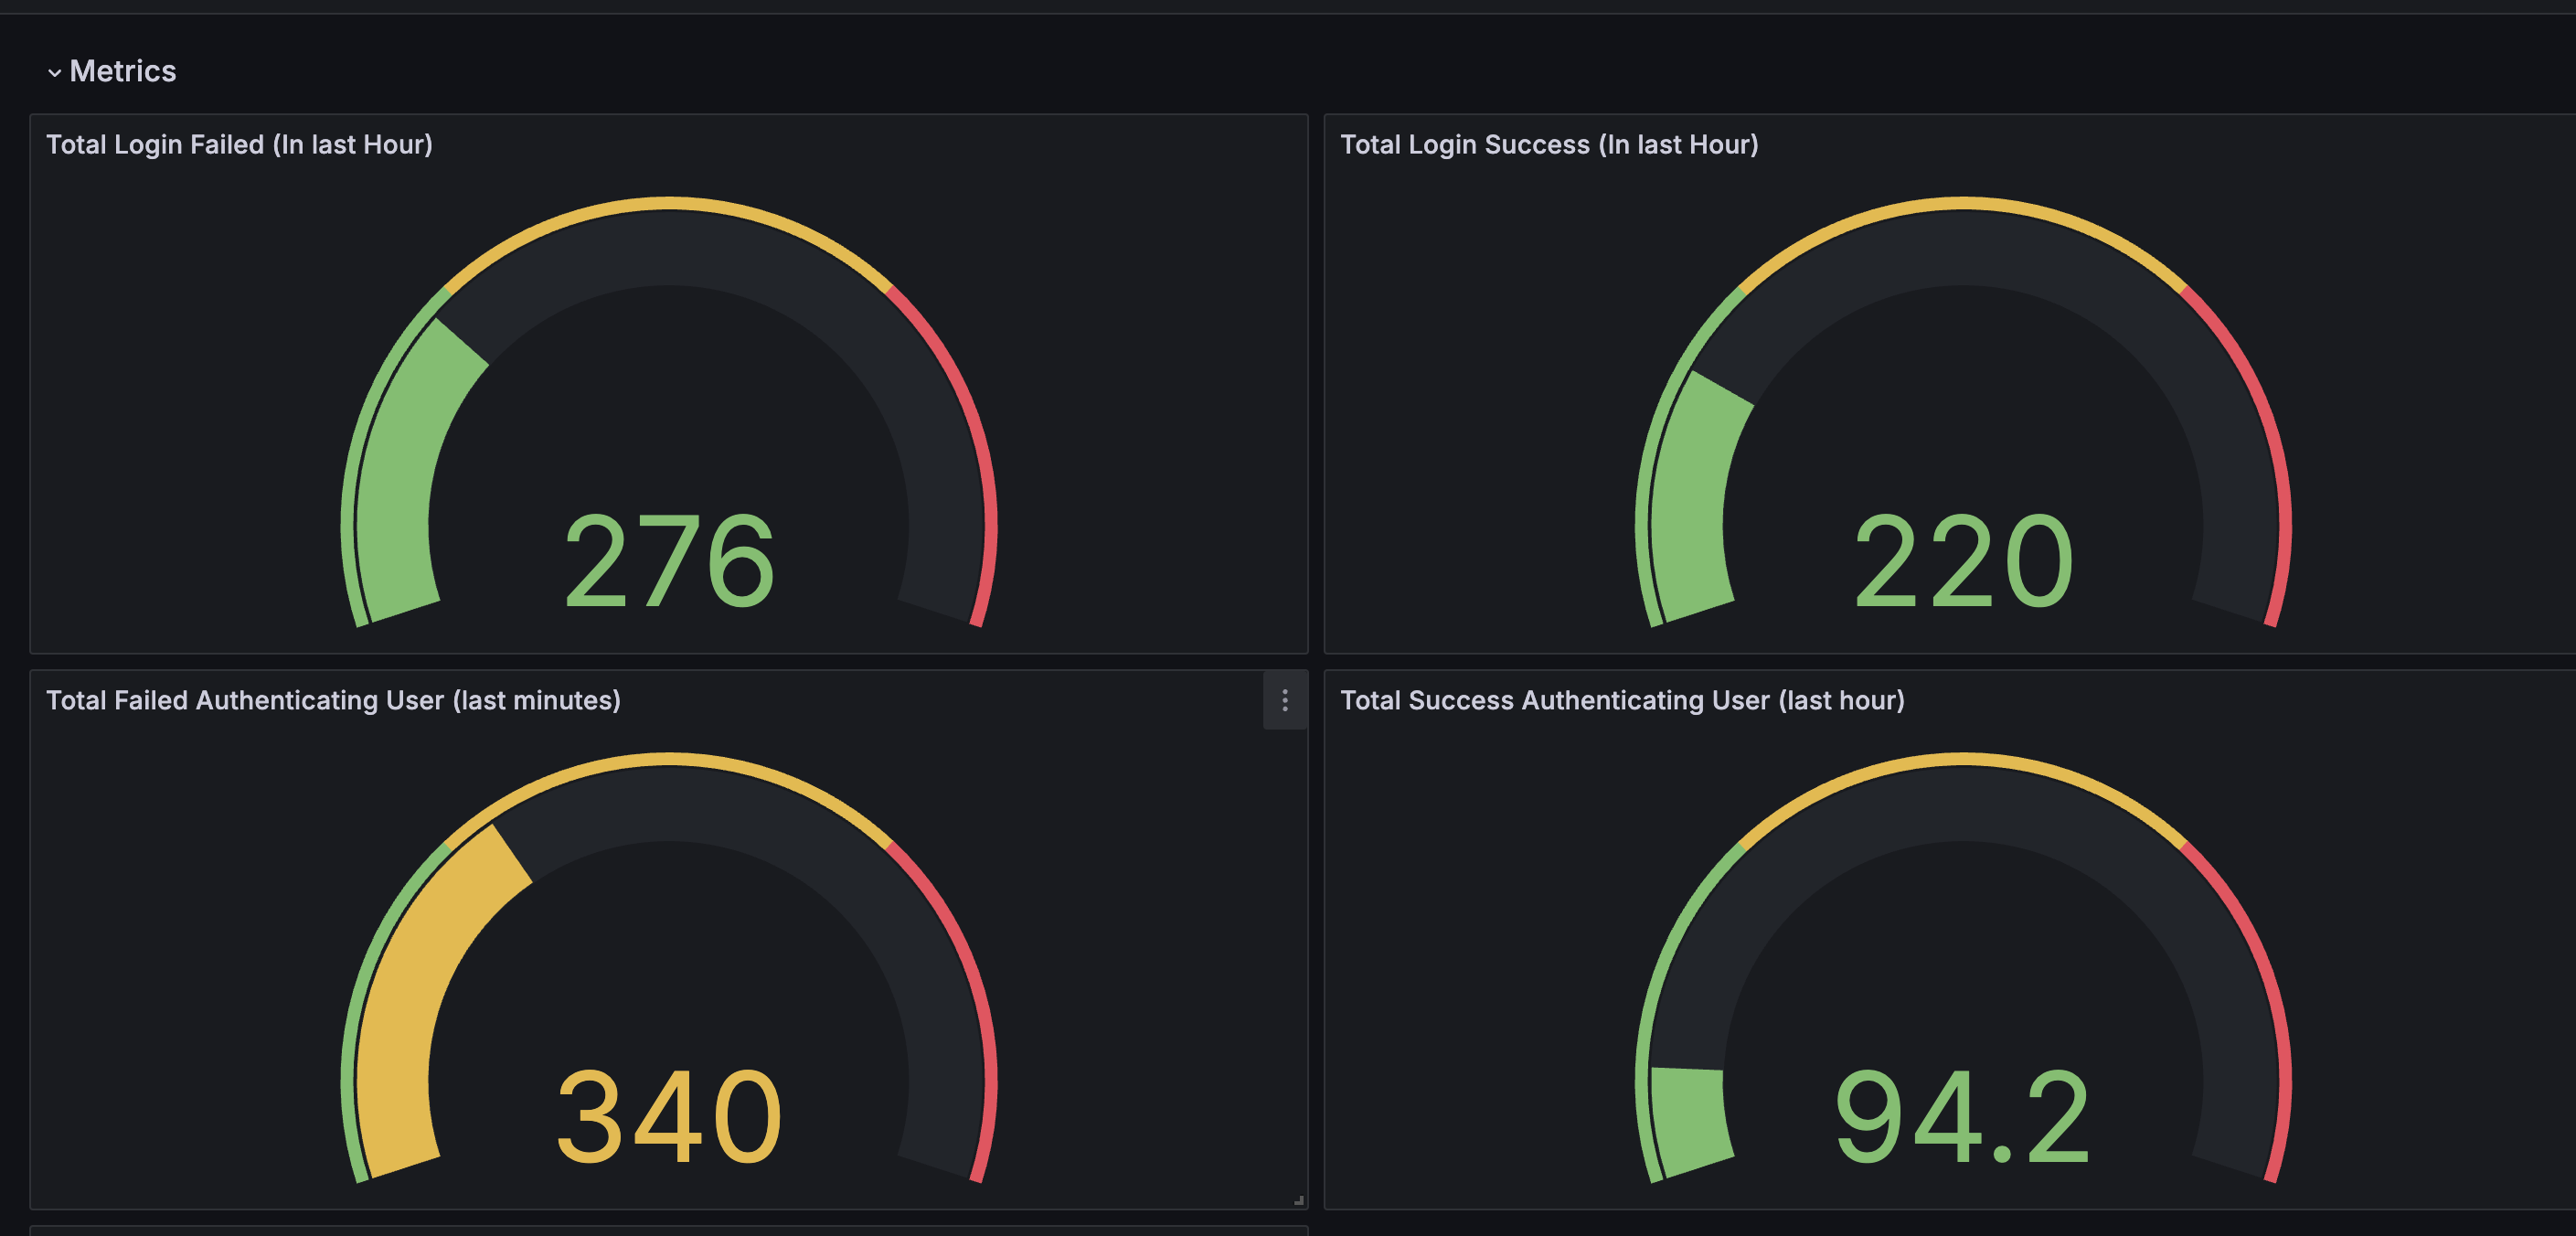 Metrics
Total Login Failed (In last Hour)
276
Total Login Success (In last Hour)
220
Total Failed Authenticating User (last minutes)
340
Total Success Authenticating User (last hour)
94.2